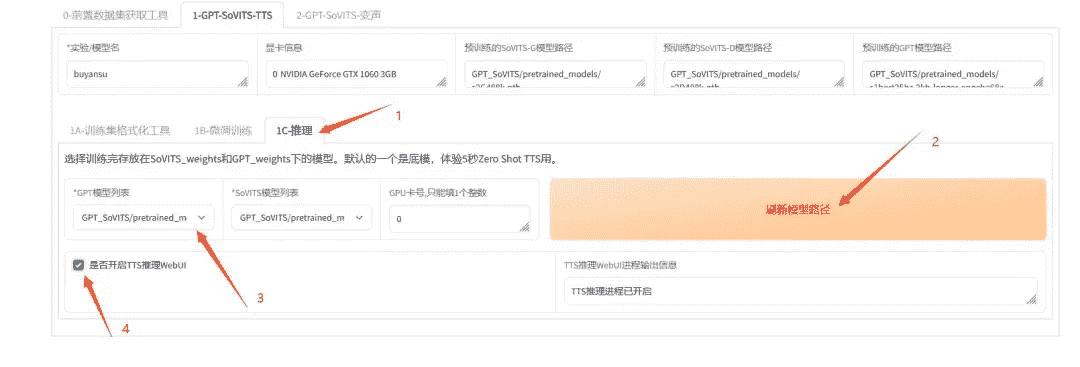 0-前置数据集获取工具
1-GPT-SoVITS-TTS
2-GPT-SoVITS-变声
*实验/模型名
显卡信息
预训练的SoVITS-G模型路径
预训练的SoVITS-D模型路径
预训练的GPT模型路径
buyansu
0 NVIDIA GeForce GTX 1060 3GB
GPT_SoVITS/pretrained_models/
GPT_SoVITS/pretrained_models/
GPT_SoVITS/pretrained_models/
1
1A-训练集格式化工具
1B-微调训练
1C-推理
2
选择训练完存放在SoVITS_weights和GPT_weights下的模型。默认的一个是底模，体验5秒Zero Shot TTS用。
*GPT模型列表
*SoVITS模型列表
GPU卡号,只能填1个整数
刷新模型路径
GPT_SoVITS/pretrained_m
GPT_SoVITS/pretrained_m
0
是否开启TTS推理WebUI
TTS推理WebUI进程输出信息
TTS推理进程已开启
3
4